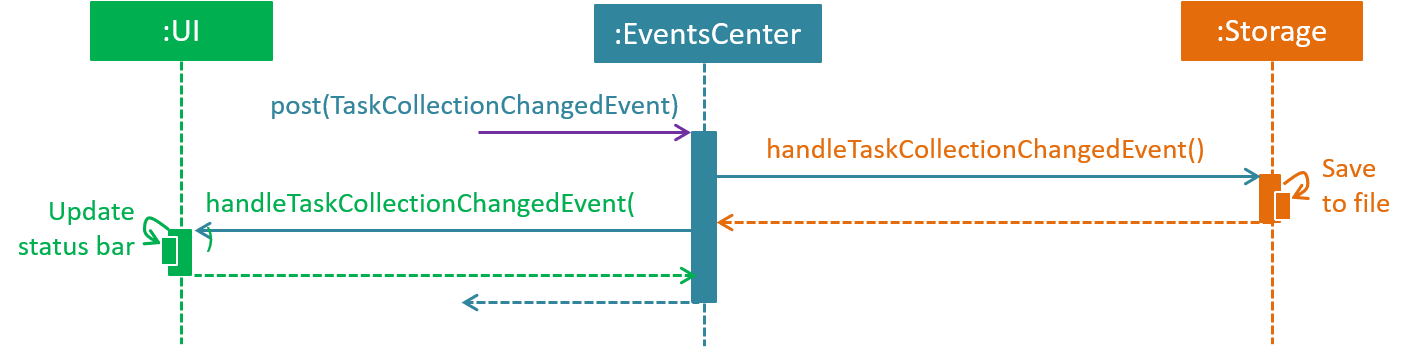 :UI
:EventsCenter
:Storage
post(TaskCollectionChangedEvent)
handleTaskCollectionChangedEvent()
Save
to file
Update
status bar
handleTaskCollectionChangedEvent(
)